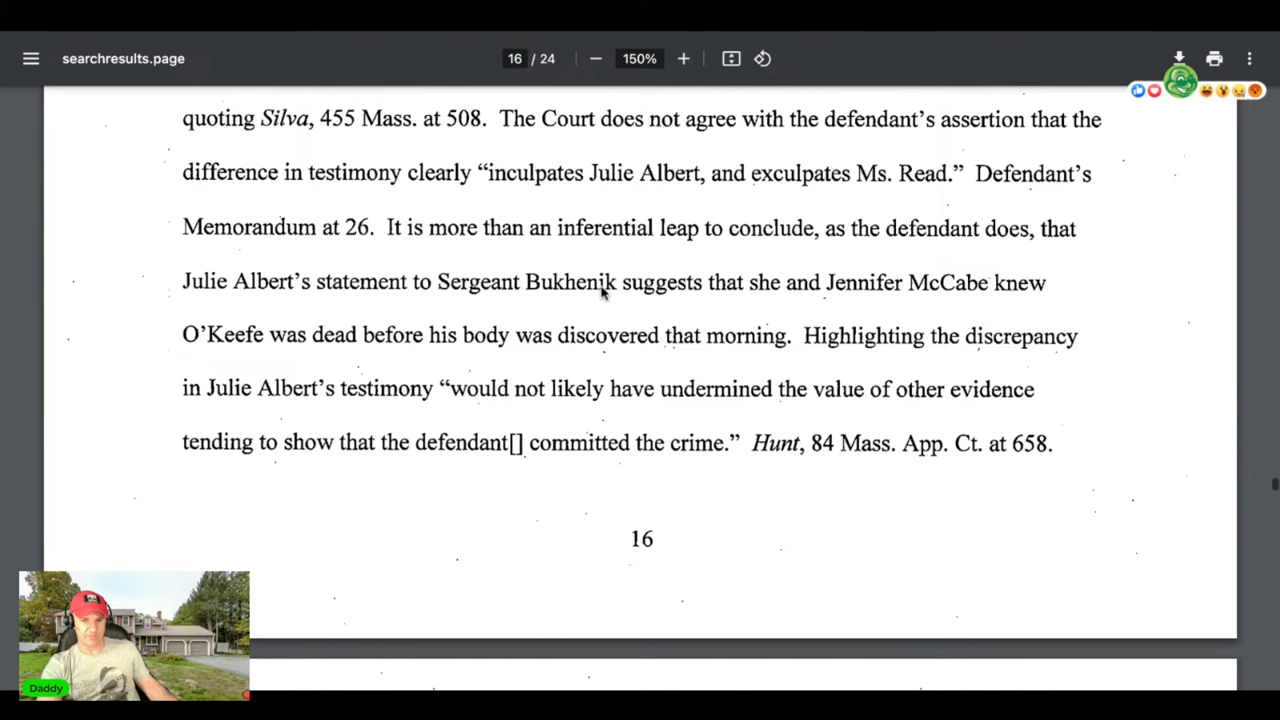 searchresults.page
16 / 24
150%
quoting Silva, 455 Mass. at 508. The Court does not agree with the defendant's assertion that the
difference in testimony clearly “inculpates Julie Albert, and exculpates Ms. Read.” Defendant's
Memorandum at 26. It is more than an inferential leap to conclude, as the defendant does, that
Julie Albert's statement to Sergeant Bukhenik suggests that she and Jennifer McCabe knew
O'Keefe was dead before his body was discovered that morning. Highlighting the discrepancy
in Julie Albert's testimony “would not likely have undermined the value of other evidence
tending to show that the defendant[] committed the crime.” Hunt, 84 Mass. App. Ct. at 658.
16
Daddy